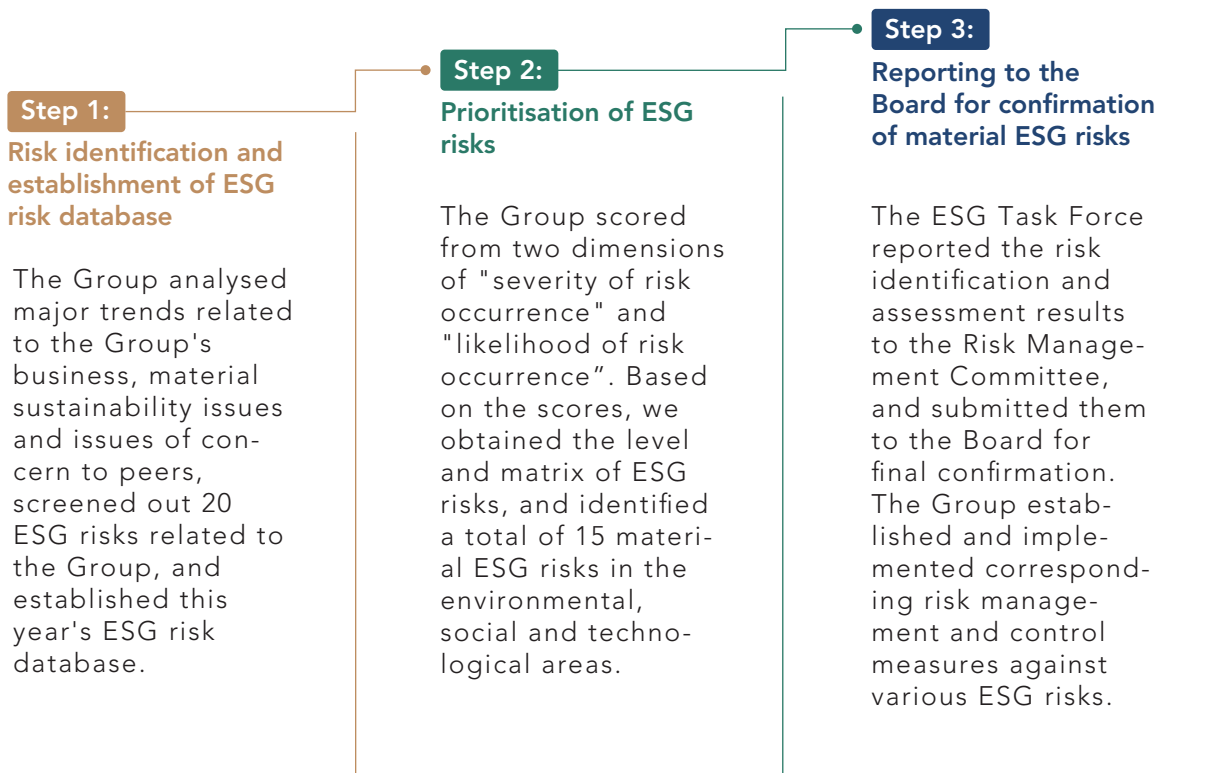 Step 1:
Risk identification and
establishment of ESG
risk database
The Group analysed
major trends related
to the Group's
business, material
sustainability issues
and issues of con-
cern to peers,
screened out 20
ESG risks related to
the Group, and
established this
year's ESG risk
database.
Step 2:
Prioritisation of ESG
risks
The Group scored
from two dimensions
of "severity of risk
occurrence" and
"likelihood of risk
occurrence”. Based
on the scores, we
obtained the level
and matrix of ESG
risks, and identified
a total of 15 materi-
al ESG risks in the
environmental,
social and techno-
logical areas.
Step 3:
Reporting to the
Board for confirmation
of material ESG risks
The ESG Task Force
reported the risk
identification and
assessment results
to the Risk Manage-
ment Committee,
and submitted them
to the Board for
final confirmation.
The Group estab-
lished and imple-
mented correspond-
ing risk manage-
ment and control
measures against
various ESG risks.